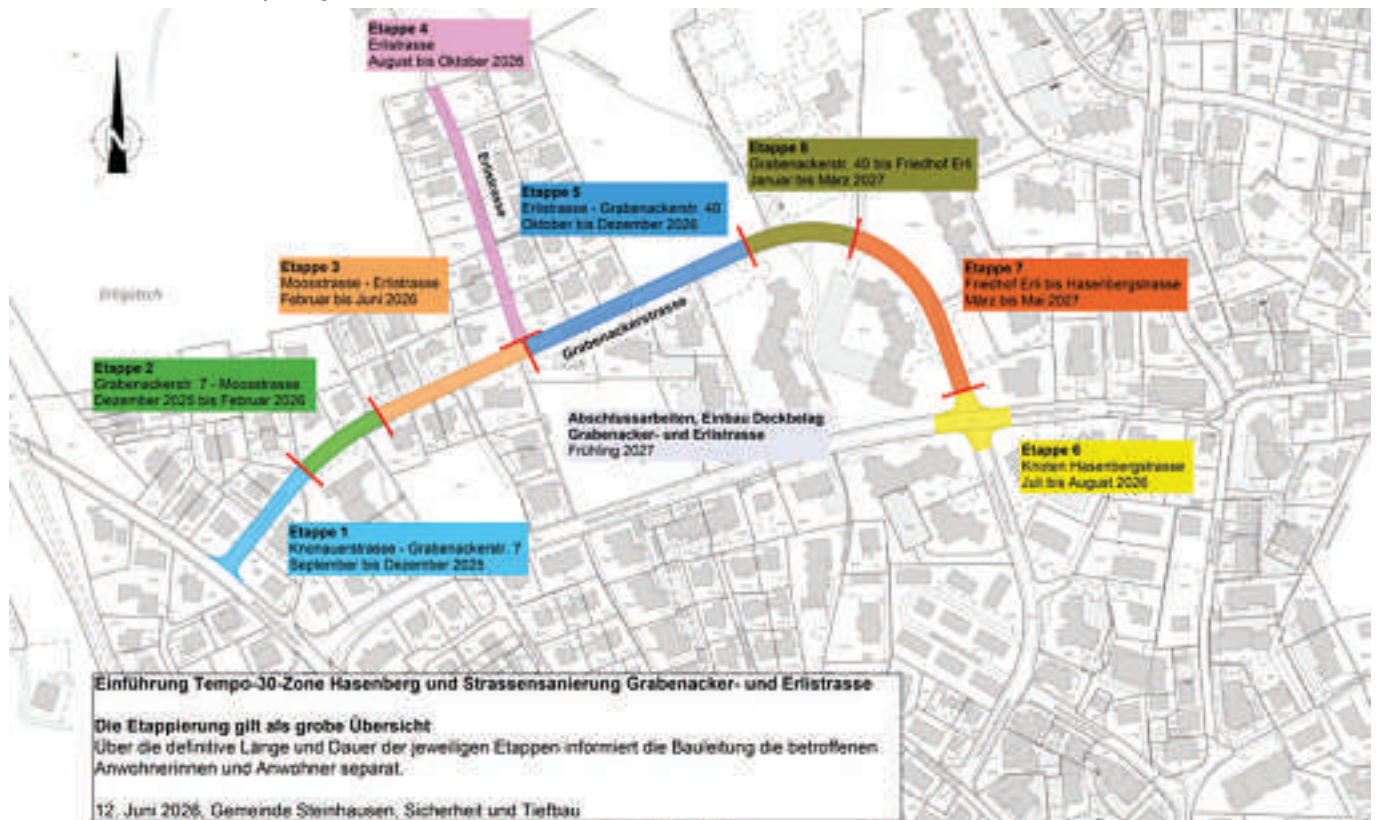 Etappe 4
Erlistrasse
August bis Oktober 2026
N
Erlistrasse
Etappe 8
Grabenackerstr. 40 bis Friedhof Erli
Januar bis März 2027
Etappe 5
Erlistrasse - Grabenackerstr. 40
Oktober bis Dezember 2026
Etappe 3
Moosstrasse - Erlistrasse
Februar bis Juni 2026
Etappe 7
Friedhof Erli bis Hasenbergstrasse
März bis Mai 2027
Grabenackerstrasse
Etappe 2
Grabenackerstr. 7 - Moosstrasse
Dezember 2025 bis Februar 2026
Abschlussarbeiten, Einbau Deckbelag
Grabenacker- und Erlistrasse
Frühling 2027
Etappe 6
Knoten Hasenbergstrasse
Juli bis August 2026
Etappe 1
Knonauerstrasse - Grabenackerstr. 7
September bis Dezember 2025
Einführung Tempo-30-Zone Hasenberg und Strassensanierung Grabenacker- und Erlistrasse
Die Etappierung gilt als grobe Übersicht
Über die definitive Länge und Dauer der jeweiligen Etappen informiert die Bauleitung die betroffenen
Anwohnerinnen und Anwohner separat.
12. Juni 2026, Gemeinde Steinhausen, Sicherheit und Tiefbau